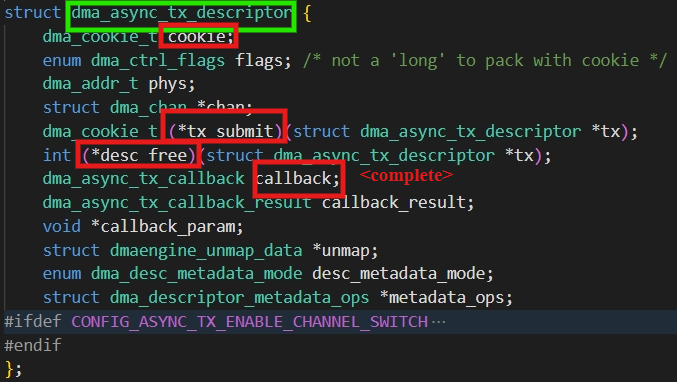 struct dma_async_tx_descriptor {
dma_cookie_t cookie;
enum dma_ctrl_flags flags; /* not a 'long' to pack with cookie */
dma_addr_t phys;
struct dma_chan *chan;
dma_cookie_t (*tx_submit)(struct dma_async_tx_descriptor *tx);
int (*desc_free)(struct dma_async_tx_descriptor *tx);
dma_async_tx_callback callback; <complete>
dma_async_tx_callback_result callback_result;
void *callback_param;
struct dmaengine_unmap_data *unmap;
enum dma_desc_metadata_mode desc_metadata_mode;
struct dma_descriptor_metadata_ops *metadata_ops;
#ifdef CONFIG_ASYNC_TX_ENABLE_CHANNEL_SWITCH ···
#endif
};